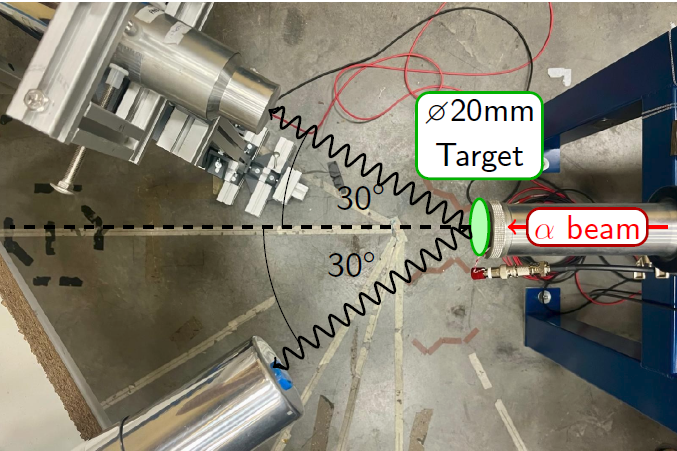 ⌀20mm
Target
α beam
30°
30°